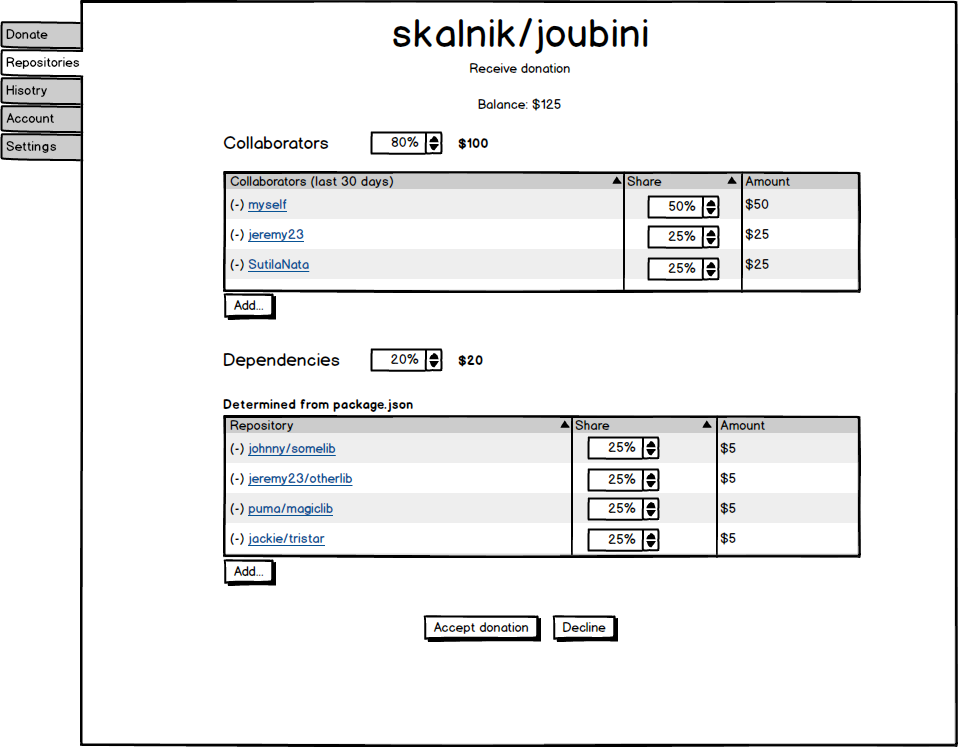 skalnik/joubini
Receive donation
Balance: $125
Donate
Repositories
Hisotry
Account
Settings
Collaborators 80% $100
Collaborators (last 30 days) Share Amount
(-) myself 50% $50
(-) jeremy23 25% $25
(-) SutilaNata 25% $25
Add...
Dependencies 20% $20
Determined from package.json
Repository Share Amount
(-) johnny/somelib 25% $5
(-) jeremy23/otherlib 25% $5
(-) puma/magiclib 25% $5
(-) jackie/tristar 25% $5
Add...
Accept donation Decline